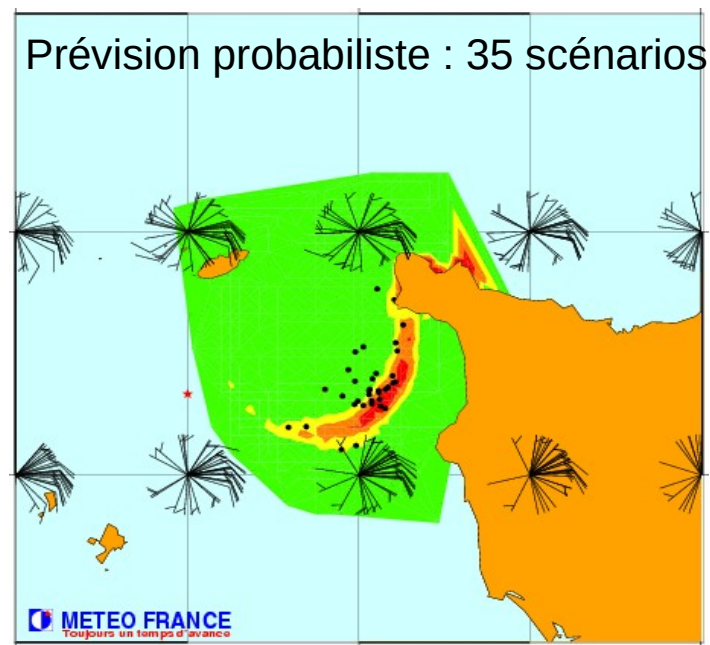 Prévision probabiliste : 35 scénarios
METEO FRANCE
Toujours un temps d'avance